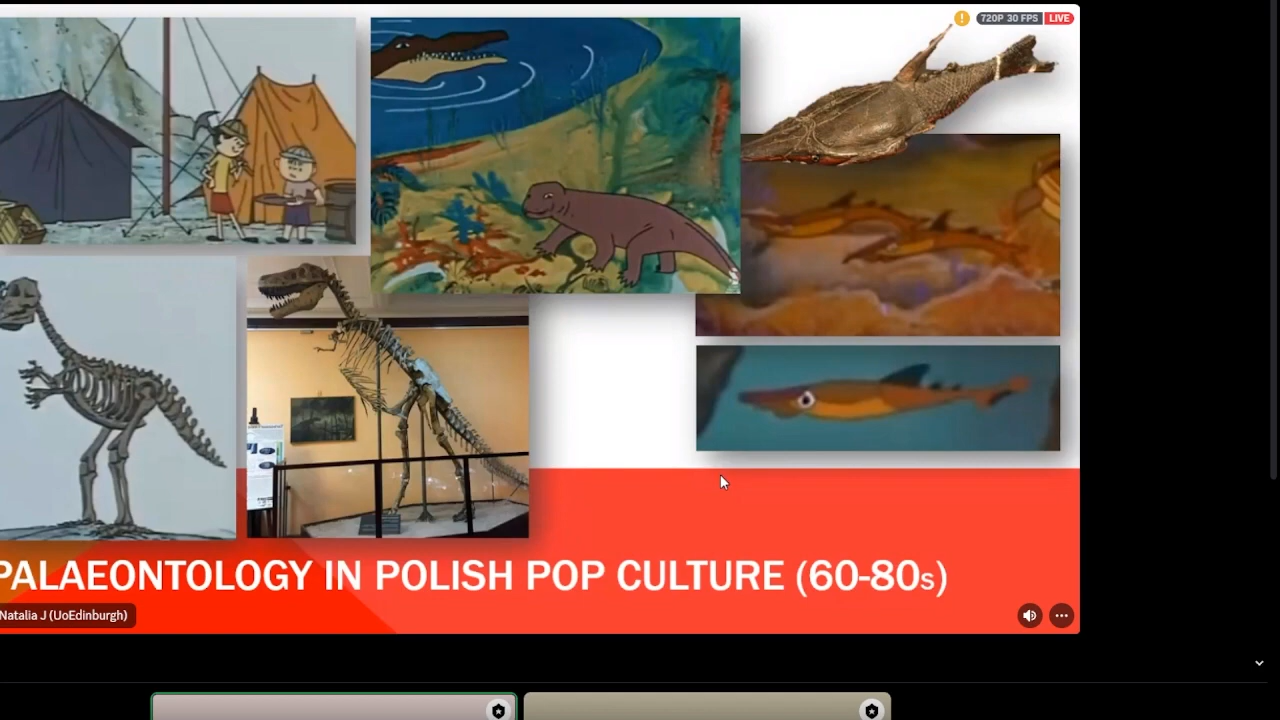 720P 30 FPS LIVE
PALAEONTOLOGY IN POLISH POP CULTURE (60-80s)
Natalia J (UoEdinburgh)